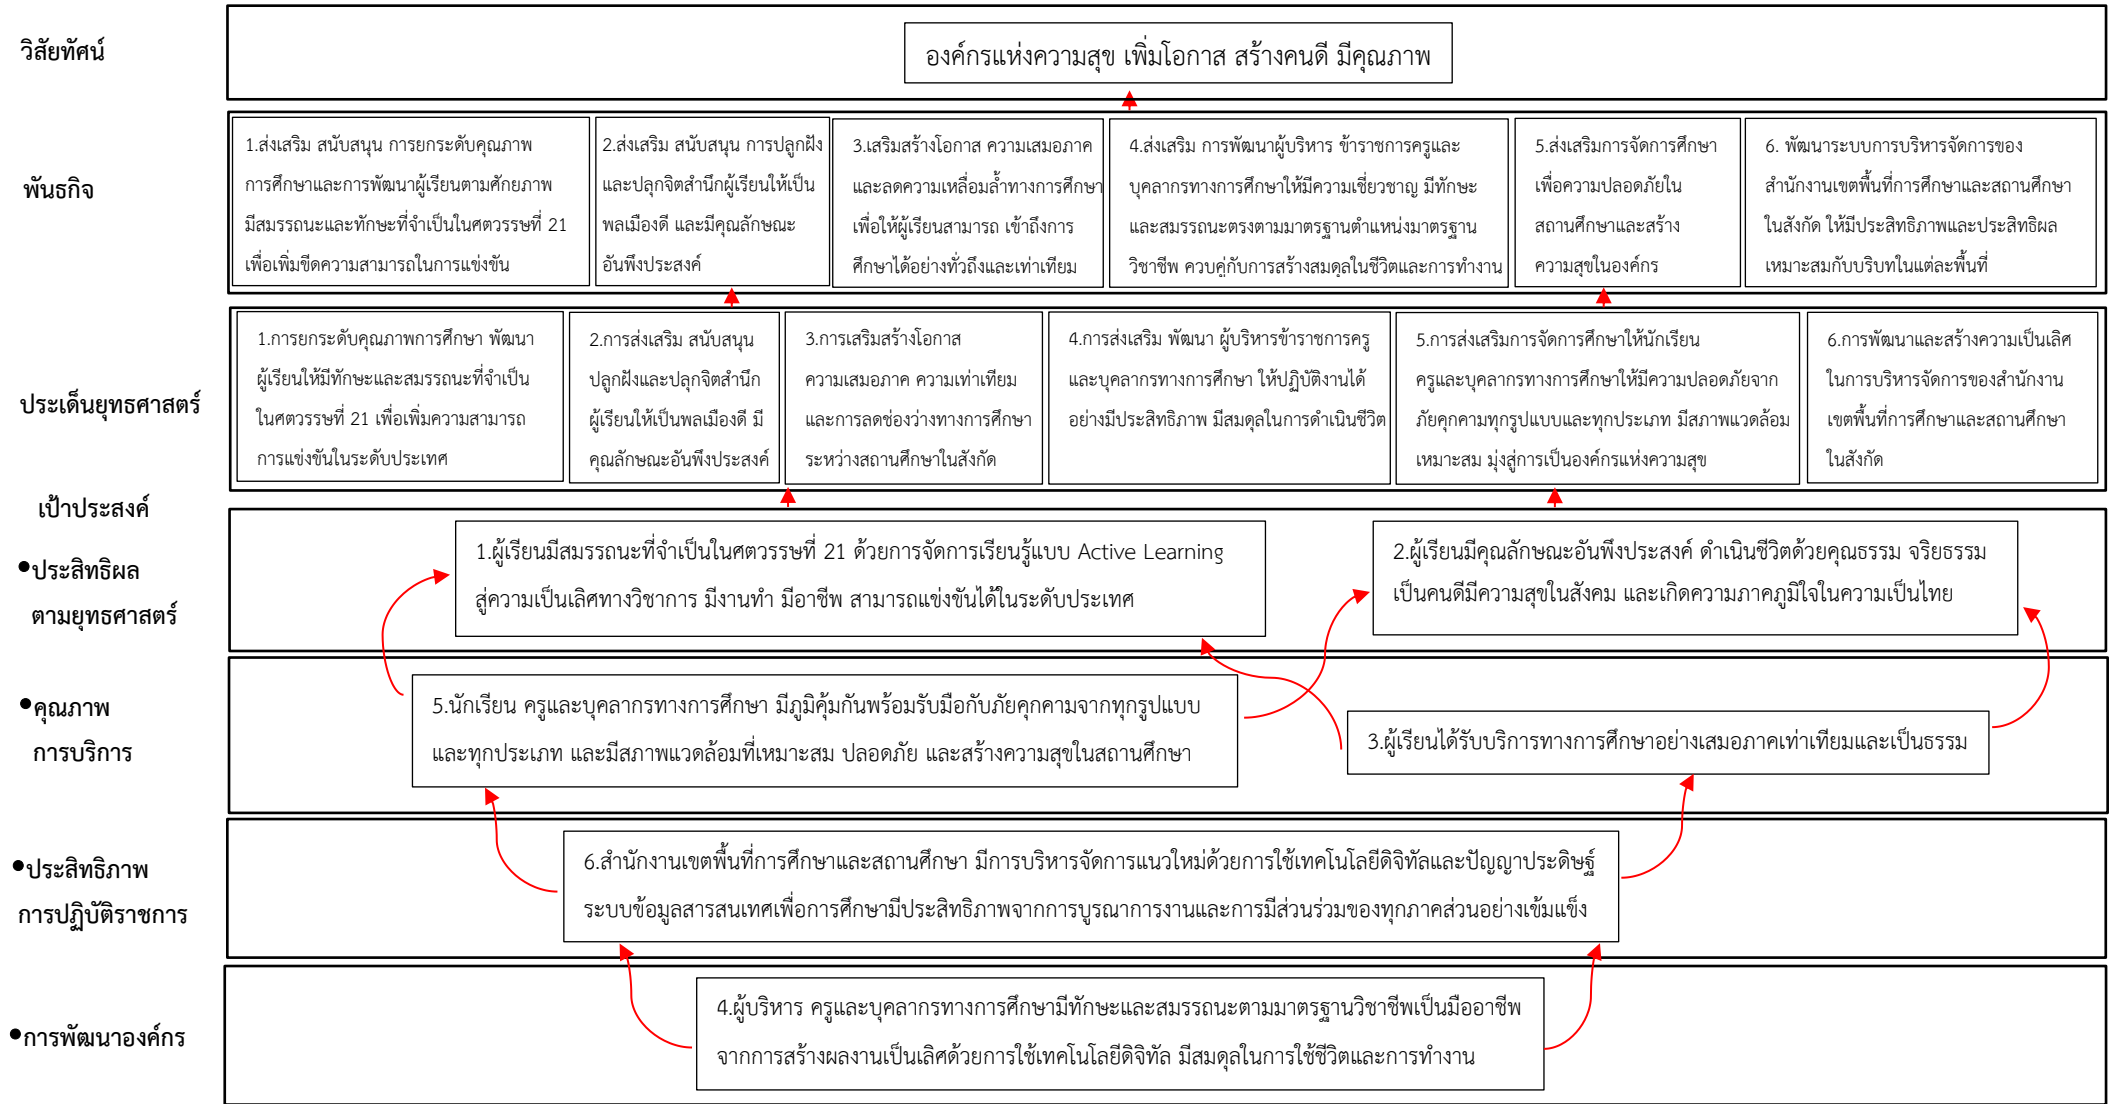 วิสัยทัศน์
องค์กรแห่งความสุข เพิ่มโอกาส สร้างคนดี มีคุณภาพ
พันธกิจ
1.ส่งเสริม สนับสนุน การยกระดับคุณภาพ
การศึกษาและการพัฒนาผู้เรียนตามศักยภาพ
มีสมรรถนะและทักษะที่จำเป็นในศตวรรษที่ 21
เพื่อเพิ่มขีดความสามารถในการแข่งขัน
2.ส่งเสริม สนับสนุน การปลูกฝัง
และปลุกจิตสำนึกผู้เรียนให้เป็น
พลเมืองดี และมีคุณลักษณะ
อันพึงประสงค์
3.เสริมสร้างโอกาส ความเสมอภาค
และลดความเหลื่อมล้ำทางการศึกษา
เพื่อให้ผู้เรียนสามารถ เข้าถึงการ
ศึกษาได้อย่างทั่วถึงและเท่าเทียม
4.ส่งเสริม การพัฒนาผู้บริหาร ข้าราชการครูและ
บุคลากรทางการศึกษาให้มีความเชี่ยวชาญ มีทักษะ
และสมรรถนะตรงตามมาตรฐานตำแหน่งมาตรฐาน
วิชาชีพ ควบคู่กับการสร้างสมดุลในชีวิตและการทำงาน
5.ส่งเสริมการจัดการศึกษา
เพื่อความปลอดภัยใน
สถานศึกษาและสร้าง
ความสุขในองค์กร
6. พัฒนาระบบการบริหารจัดการของ
สำนักงานเขตพื้นที่การศึกษาและสถานศึกษา
ในสังกัด ให้มีประสิทธิภาพและประสิทธิผล
เหมาะสมกับบริบทในแต่ละพื้นที่
ประเด็นยุทธศาสตร์
1.การยกระดับคุณภาพการศึกษา พัฒนา
ผู้เรียนให้มีทักษะและสมรรถนะที่จำเป็น
ในศตวรรษที่ 21 เพื่อเพิ่มความสามารถ
การแข่งขันในระดับประเทศ
2.การส่งเสริม สนับสนุน
ปลูกฝังและปลุกจิตสำนึก
ผู้เรียนให้เป็นพลเมืองดี มี
คุณลักษณะอันพึงประสงค์
3.การเสริมสร้างโอกาส
ความเสมอภาค ความเท่าเทียม
และการลดช่องว่างทางการศึกษา
ระหว่างสถานศึกษาในสังกัด
4.การส่งเสริม พัฒนา ผู้บริหารข้าราชการครู
และบุคลากรทางการศึกษา ให้ปฏิบัติงานได้
อย่างมีประสิทธิภาพ มีสมดุลในการดำเนินชีวิต
5.การส่งเสริมการจัดการศึกษาให้นักเรียน
ครูและบุคลากรทางการศึกษาให้มีความปลอดภัยจาก
ภัยคุกคามทุกรูปแบบและทุกประเภท มีสภาพแวดล้อม
เหมาะสม มุ่งสู่การเป็นองค์กรแห่งความสุข
6.การพัฒนาและสร้างความเป็นเลิศ
ในการบริหารจัดการของสำนักงาน
เขตพื้นที่การศึกษาและสถานศึกษา
ในสังกัด
เป้าประสงค์
•ประสิทธิผล
ตามยุทธศาสตร์
1.ผู้เรียนมีสมรรถนะที่จำเป็นในศตวรรษที่ 21 ด้วยการจัดการเรียนรู้แบบ Active Learning
สู่ความเป็นเลิศทางวิชาการ มีงานทำ มีอาชีพ สามารถแข่งขันได้ในระดับประเทศ
2.ผู้เรียนมีคุณลักษณะอันพึงประสงค์ ดำเนินชีวิตด้วยคุณธรรม จริยธรรม
เป็นคนดีมีความสุขในสังคม และเกิดความภาคภูมิใจในความเป็นไทย
•คุณภาพ
การบริการ
5.นักเรียน ครูและบุคลากรทางการศึกษา มีภูมิคุ้มกันพร้อมรับมือกับภัยคุกคามจากทุกรูปแบบ
และทุกประเภท และมีสภาพแวดล้อมที่เหมาะสม ปลอดภัย และสร้างความสุขในสถานศึกษา
3.ผู้เรียนได้รับบริการทางการศึกษาอย่างเสมอภาคเท่าเทียมและเป็นธรรม
•ประสิทธิภาพ
การปฏิบัติราชการ
6.สำนักงานเขตพื้นที่การศึกษาและสถานศึกษา มีการบริหารจัดการแนวใหม่ด้วยการใช้เทคโนโลยีดิจิทัลและปัญญาประดิษฐ์
ระบบข้อมูลสารสนเทศเพื่อการศึกษามีประสิทธิภาพจากการบูรณาการงานและการมีส่วนร่วมของทุกภาคส่วนอย่างเข้มแข็ง
•การพัฒนาองค์กร
4.ผู้บริหาร ครูและบุคลากรทางการศึกษามีทักษะและสมรรถนะตามมาตรฐานวิชาชีพเป็นมืออาชีพ
จากการสร้างผลงานเป็นเลิศด้วยการใช้เทคโนโลยีดิจิทัล มีสมดุลในการใช้ชีวิตและการทำงาน